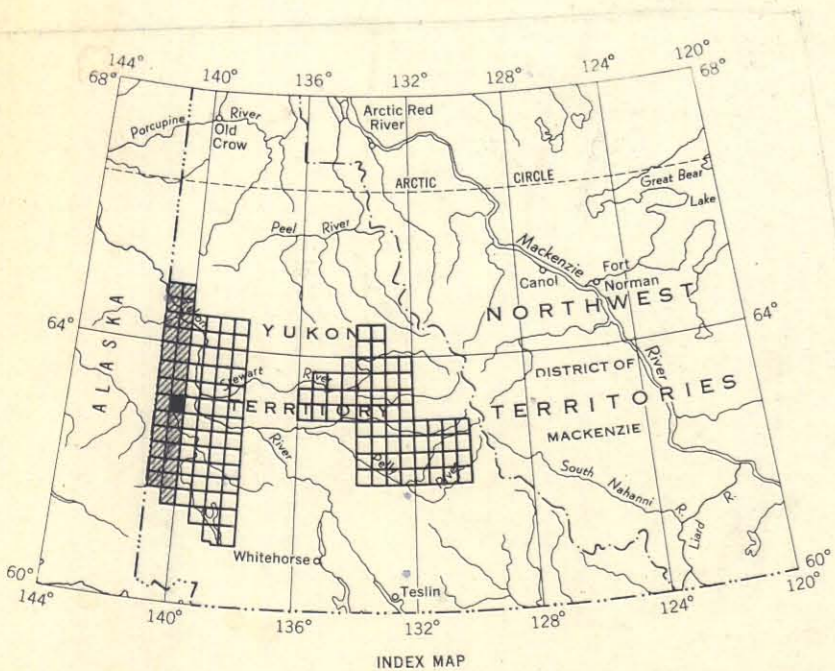 144° 140° 136° 132° 128° 124° 120°
68° 68°
Porcupine River
Old
Crow
Arctic Red
River
ARCTIC CIRCLE
Great Bear
Lake
Peel River
Mackenzie
Canol
Fort
Norman
River
64° 64°
ALASKA
YUKON
TERRITORY
NORTHWEST
TERRITORIES
DISTRICT OF
MACKENZIE
Yukon
Stewart River
River
Pelly River
South Nahanni R.
Liard R.
Whitehorse
Teslin
60° 60°
144° 140° 136° 132° 128° 124° 120°
INDEX MAP